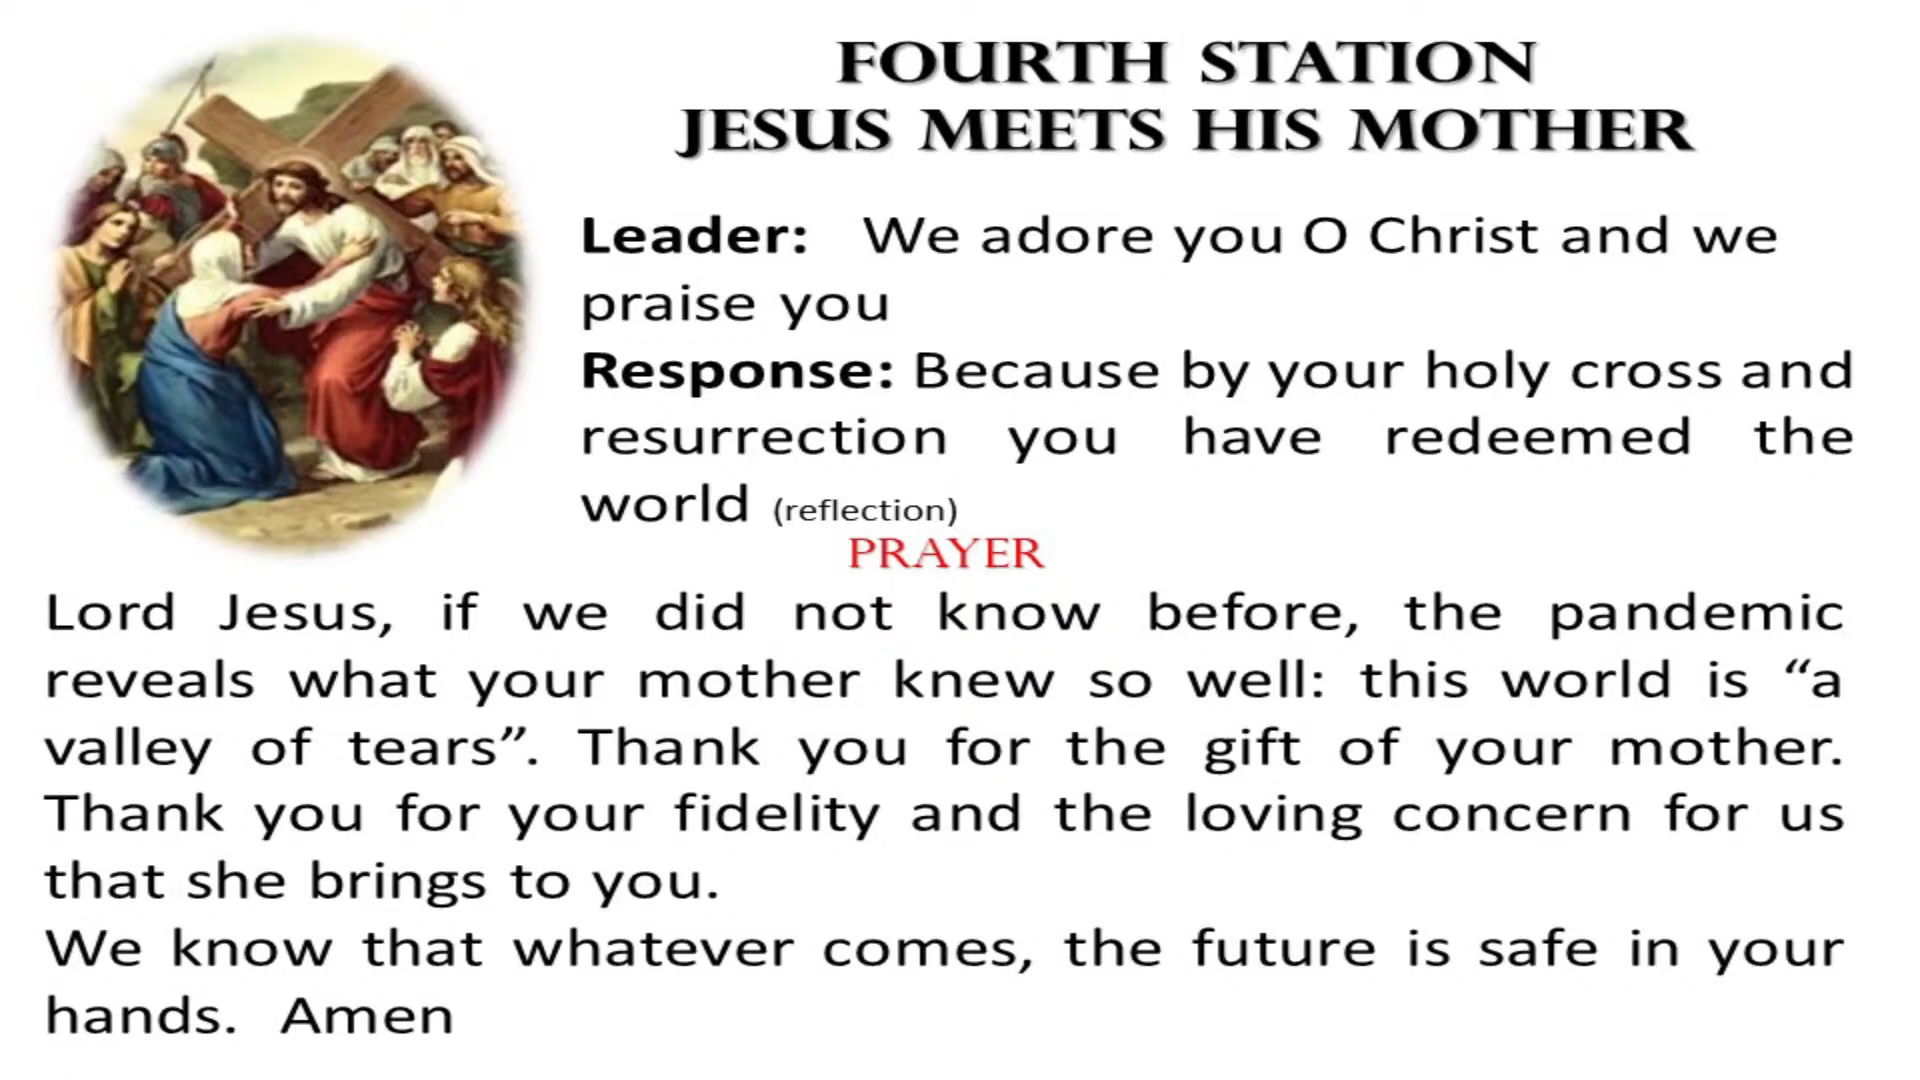 FOURTH STATION
JESUS MEETS HIS MOTHER
Leader: We adore you O Christ and we
praise you
Response: Because by your holy cross and
resurrection you have redeemed the
world (reflection)
PRAYER
Lord Jesus, if we did not know before, the pandemic
reveals what your mother knew so well: this world is “a
valley of tears”. Thank you for the gift of your mother.
Thank you for your fidelity and the loving concern for us
that she brings to you.
We know that whatever comes, the future is safe in your
hands. Amen